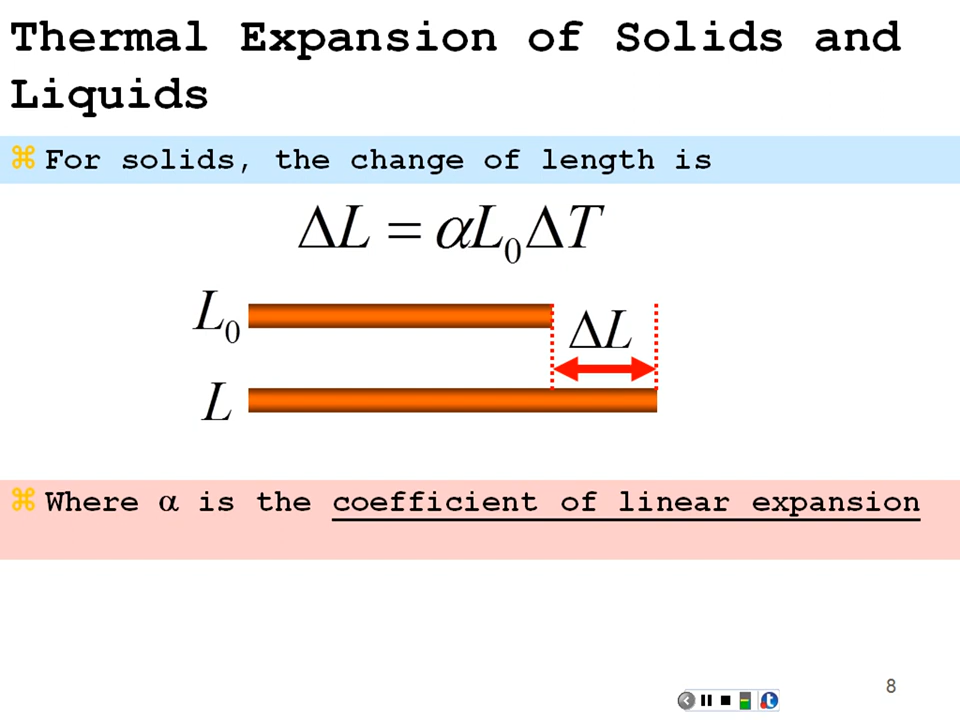 Thermal Expansion of Solids and
Liquids
⌘ For solids, the change of length is
ΔL = αL₀ΔT
L₀
ΔL
L
⌘ Where α is the coefficient of linear expansion
8